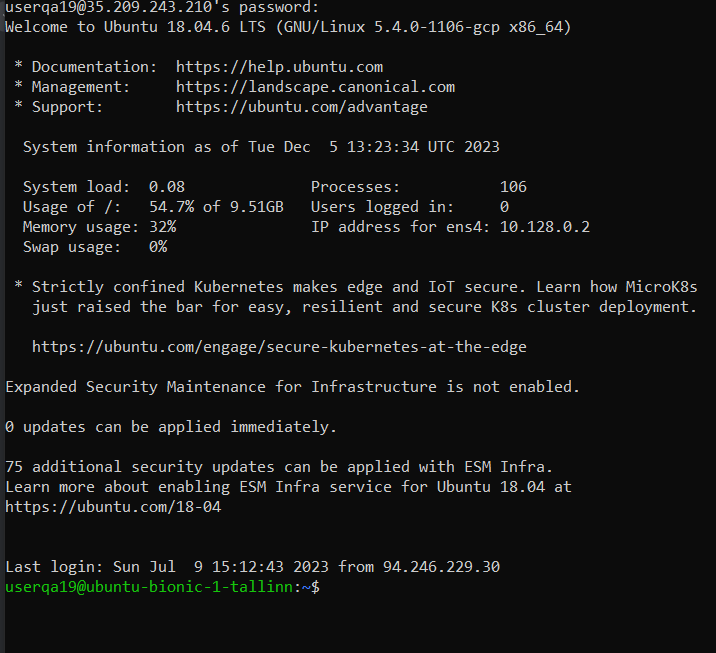 userqa19@35.209.243.210's password:
Welcome to Ubuntu 18.04.6 LTS (GNU/Linux 5.4.0-1106-gcp x86_64)
* Documentation:  https://help.ubuntu.com
* Management:     https://landscape.canonical.com
* Support:        https://ubuntu.com/advantage
System information as of Tue Dec  5 13:23:34 UTC 2023
System load:  0.08              Processes:           106
Usage of /:   54.7% of 9.51GB   Users logged in:     0
Memory usage: 32%               IP address for ens4: 10.128.0.2
Swap usage:   0%
* Strictly confined Kubernetes makes edge and IoT secure. Learn how MicroK8s
just raised the bar for easy, resilient and secure K8s cluster deployment.
https://ubuntu.com/engage/secure-kubernetes-at-the-edge
Expanded Security Maintenance for Infrastructure is not enabled.
0 updates can be applied immediately.
75 additional security updates can be applied with ESM Infra.
Learn more about enabling ESM Infra service for Ubuntu 18.04 at
https://ubuntu.com/18-04
Last login: Sun Jul  9 15:12:43 2023 from 94.246.229.30
userqa19@ubuntu-bionic-1-tallinn:~$